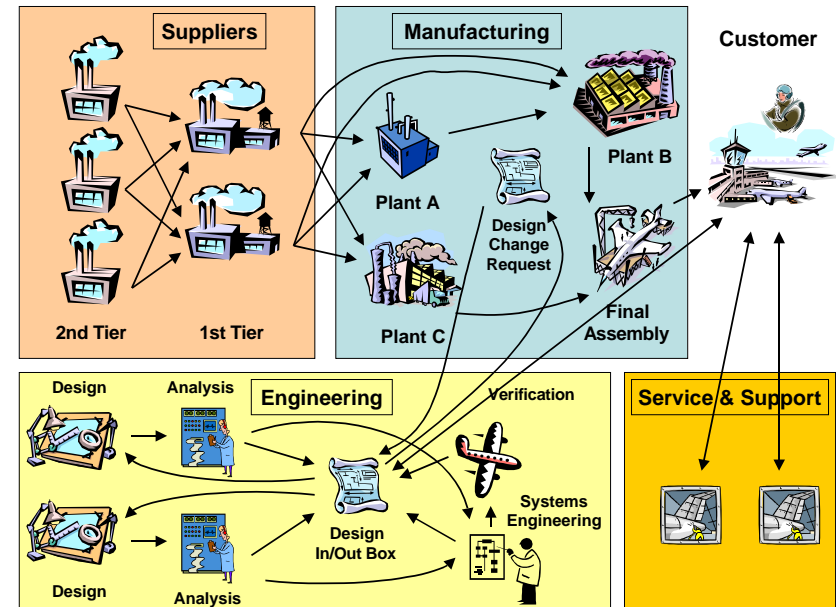 Suppliers
Manufacturing
Customer
Plant B
Plant A
Design
Change
Request
Final
Assembly
2nd Tier
1st Tier
Plant C
Design
Analysis
Engineering
Verification
Service & Support
Systems
Engineering
Design
In/Out Box
Design
Analysis